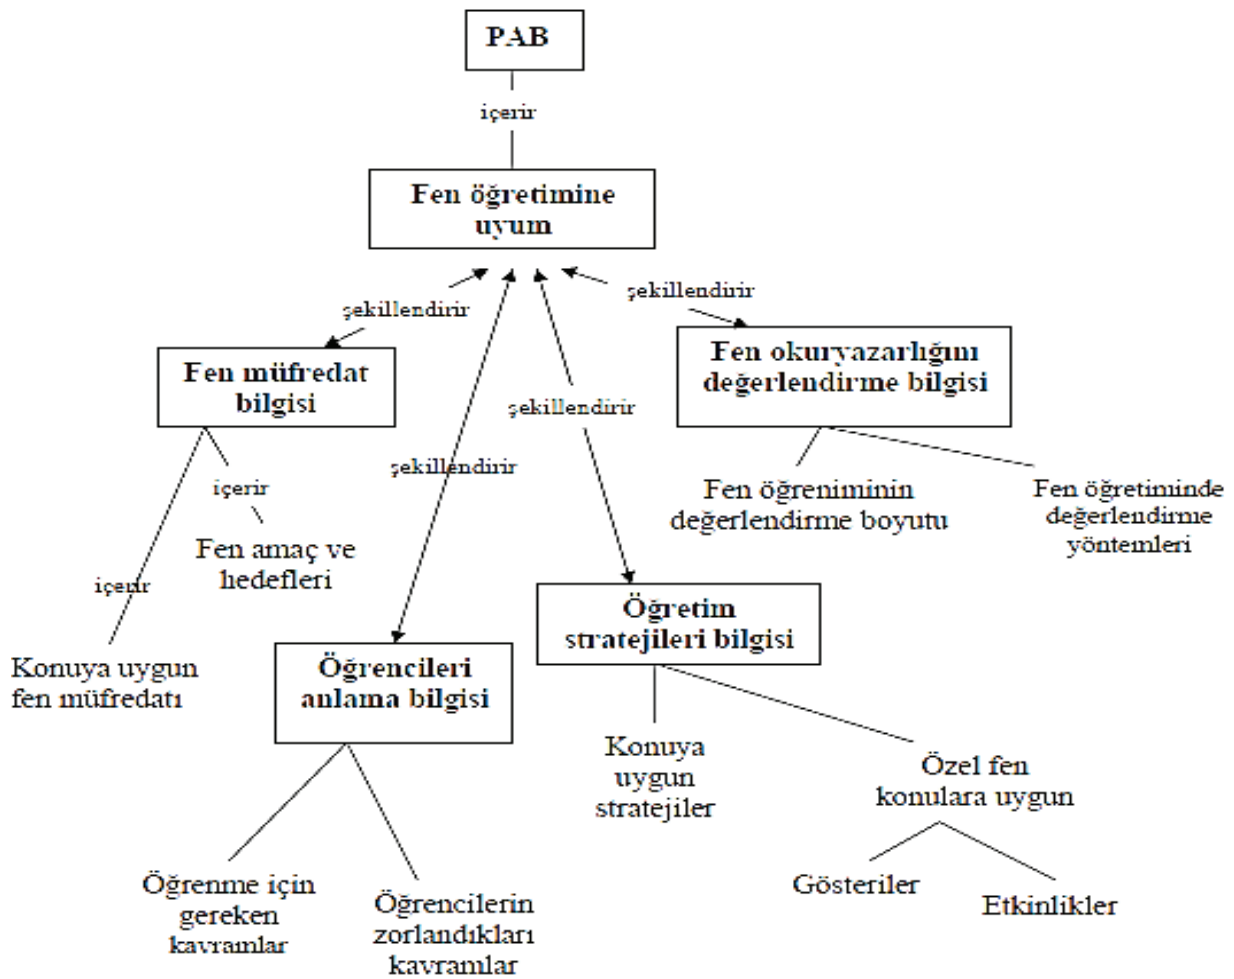 PAB
içerir
Fen öğretimine
uyum
şekillendirir
şekillendirir
şekillendirir
şekillendirir
Fen müfredat
bilgisi
Fen okuryazarlığını
değerlendirme bilgisi
içerir
Fen amaç ve
hedefleri
içerir
Konuya uygun
fen müfredatı
Fen öğreniminin
değerlendirme boyutu
Fen öğretiminde
değerlendirme
yöntemleri
Öğrencileri
anlama bilgisi
Öğretim
stratejileri bilgisi
Konuya
uygun
stratejiler
Özel fen
konulara uygun
Gösteriler
Etkinlikler
Öğrenme için
gereken
kavramlar
Öğrencilerin
zorlandıkları
kavramlar